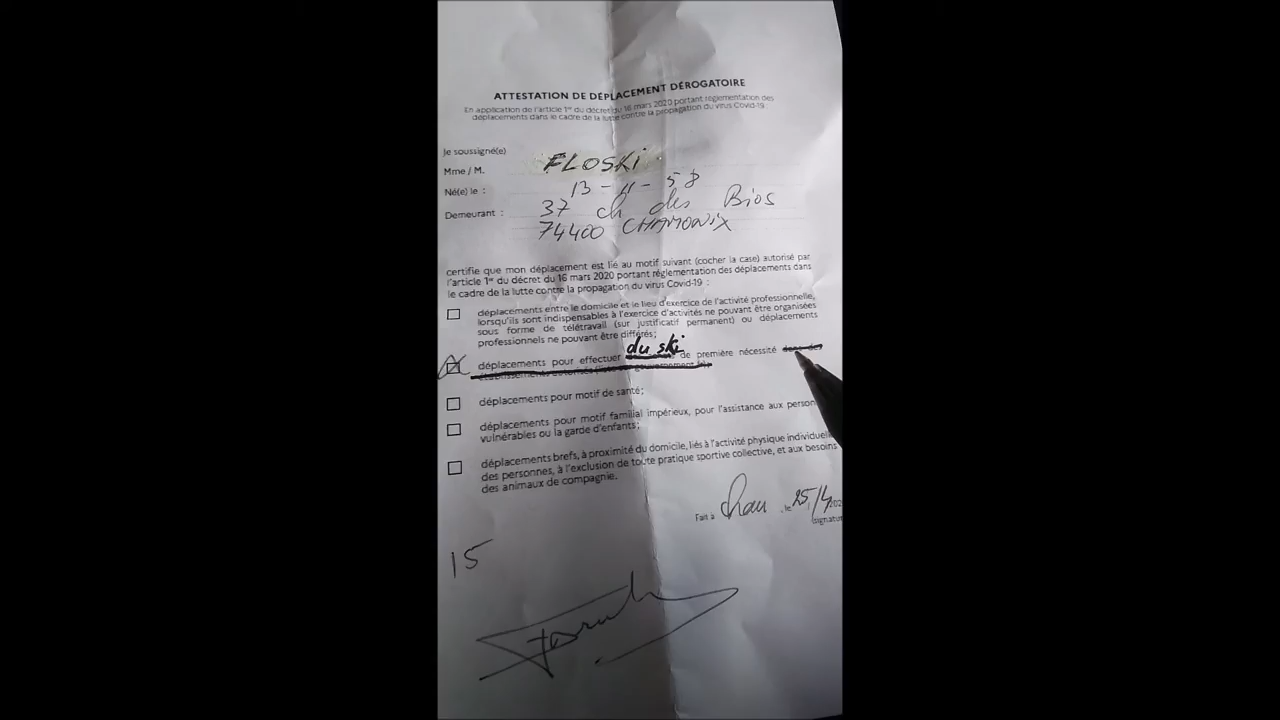 ATTESTATION DE DÉPLACEMENT DÉROGATOIRE
En application de l'article 1er du décret du 16 mars 2020 portant réglementation des
déplacements dans le cadre de la lutte contre la propagation du virus Covid-19
Je soussigné(e)
Mme / M. FLOSKI
Né(e) le : 13 - 11 - 58
Demeurant : 37 ch des Bios
74400 CHAMONIX
certifie que mon déplacement est lié au motif suivant (cocher la case) autorisé par
l'article 1er du décret du 16 mars 2020 portant réglementation des déplacements dans
le cadre de la lutte contre la propagation du virus Covid-19 :
déplacements entre le domicile et le lieu d'exercice de l'activité professionnelle,
lorsqu'ils sont indispensables à l'exercice d'activités ne pouvant être organisées
sous forme de télétravail (sur justificatif permanent) ou déplacements
professionnels ne pouvant être différés;
déplacements pour effectuer du ski de première nécessité dans des
déplacements pour motif de santé;
déplacements pour motif familial impérieux, pour l'assistance aux person
vulnérables ou la garde d'enfants;
déplacements brefs, à proximité du domicile, liés à l'activité physique individuelle
des personnes, à l'exclusion de toute pratique sportive collective, et aux besoins
des animaux de compagnie.
Fait à Cham, le 25/4/202
(signatur
15